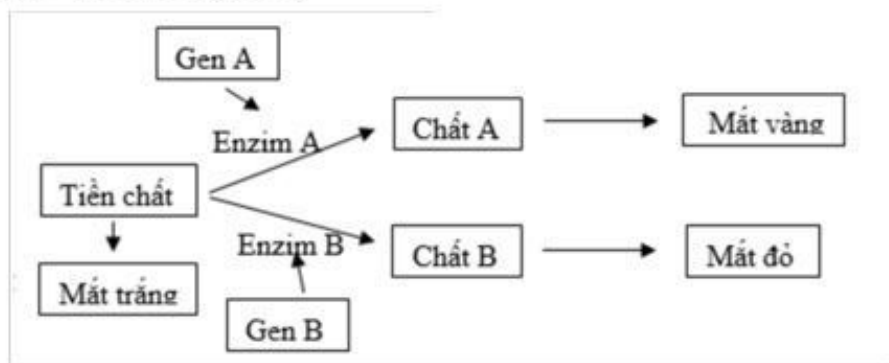 Gen A
Enzim A
Chất A
Mắt vàng
Tiền chất
Enzim B
Chất B
Mắt đỏ
Mắt trắng
Gen B